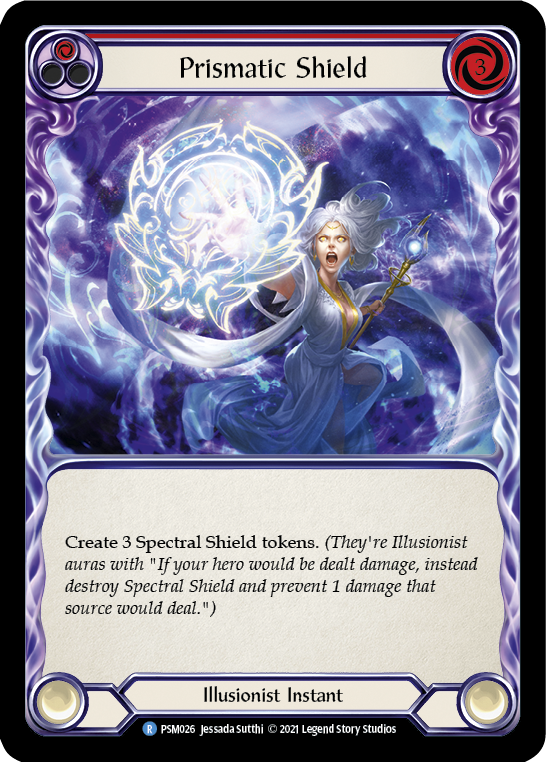 Prismatic Shield
3
Create 3 Spectral Shield tokens. (They're Illusionist
auras with "If your hero would be dealt damage, instead
destroy Spectral Shield and prevent 1 damage that
source would deal.")
Illusionist Instant
R PSM026 Jessada Sutthi © 2021 Legend Story Studios